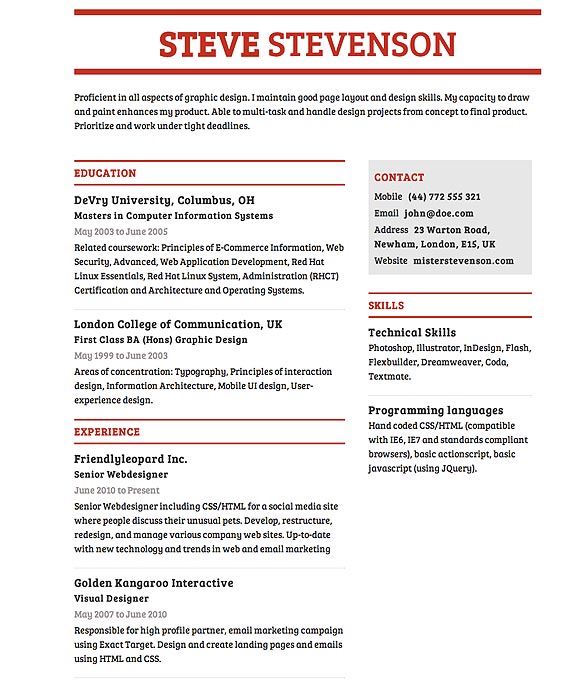 STEVE STEVENSON
Proficient in all aspects of graphic design. I maintain good page layout and design skills. My capacity to draw
and paint enhances my product. Able to multi-task and handle design projects from concept to final product.
Prioritize and work under tight deadlines.
EDUCATION
DeVry University, Columbus, OH
Masters in Computer Information Systems
May 2003 to June 2005
Related coursework: Principles of E-Commerce Information, Web
Security, Advanced, Web Application Development, Red Hat
Linux Essentials, Red Hat Linux System, Administration (RHCT)
Certification and Architecture and Operating Systems.
London College of Communication, UK
First Class BA (Hons) Graphic Design
May 1999 to June 2003
Areas of concentration: Typography, Principles of interaction
design, Information Architecture, Mobile UI design, User-
experience design.
EXPERIENCE
Friendlyleopard Inc.
Senior Webdesigner
June 2010 to Present
Senior Webdesigner including CSS/HTML for a social media site
where people discuss their unusual pets. Develop, restructure,
redesign, and manage various company web sites. Up-to-date
with new technology and trends in web and email marketing
Golden Kangaroo Interactive
Visual Designer
May 2007 to June 2010
Responsible for high profile partner, email marketing campaign
using Exact Target. Design and create landing pages and emails
using HTML and CSS.
CONTACT
Mobile (44) 772 555 321
Email john@doe.com
Address 23 Warton Road,
Newham, London, E15, UK
Website misterstevenson.com
SKILLS
Technical Skills
Photoshop, Illustrator, InDesign, Flash,
Flexbuilder, Dreamweaver, Coda,
Textmate.
Programming languages
Hand coded CSS/HTML (compatible
with IE6, IE7 and standards compliant
browsers), basic actionscript, basic
javascript (using JQuery).